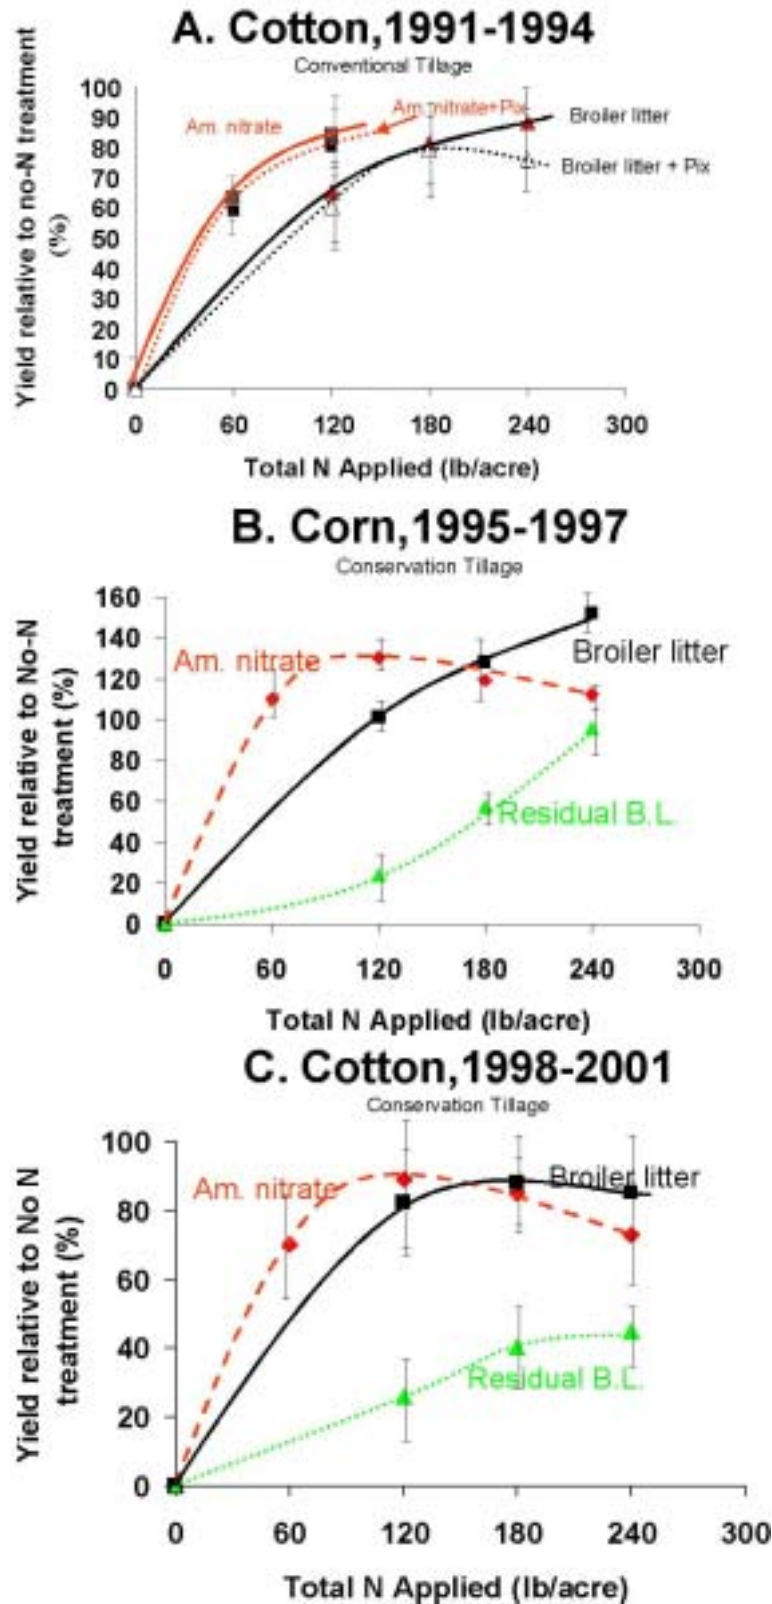 A. Cotton,1991-1994
Conventional Tillage
Yield relative to no-N treatment
(%)
100
90
80
70
60
50
40
30
20
10
0
Am. nitrate
Am. nitrate+Pix
Broiler litter
Broiler litter + Pix
0 60 120 180 240 300
Total N Applied (lb/acre)
B. Corn,1995-1997
Conservation Tillage
Yield relative to No-N
treatment (%)
160
140
120
100
80
60
40
20
0
Am. nitrate
Broiler litter
Residual B.L.
0 60 120 180 240 300
Total N Applied (lb/acre)
C. Cotton,1998-2001
Conservation Tillage
Yield relative to No N
treatment (%)
100
80
60
40
20
0
Am. nitrate
Broiler litter
Residual B.L.
0 60 120 180 240 300
Total N Applied (lb/acre)